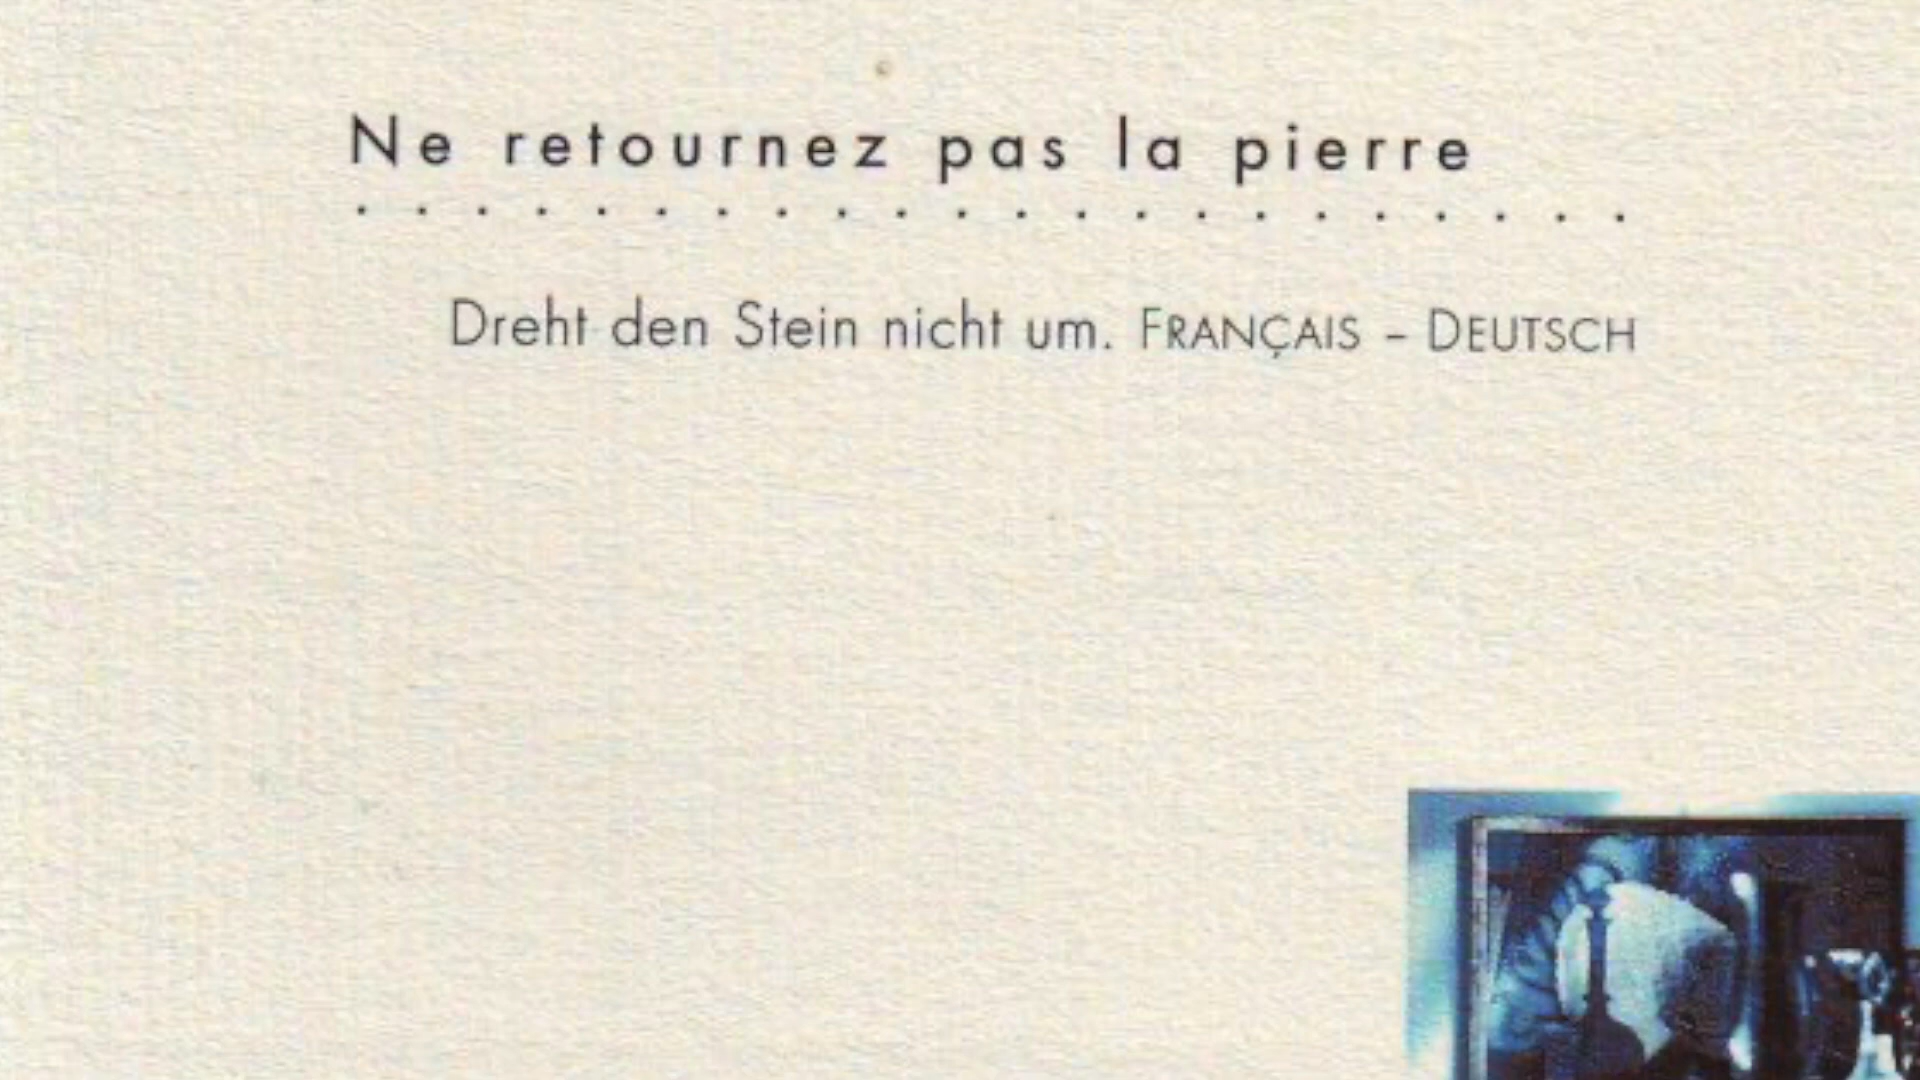 Ne retournez pas la pierre
Dreht den Stein nicht um. FRANÇAIS – DEUTSCH